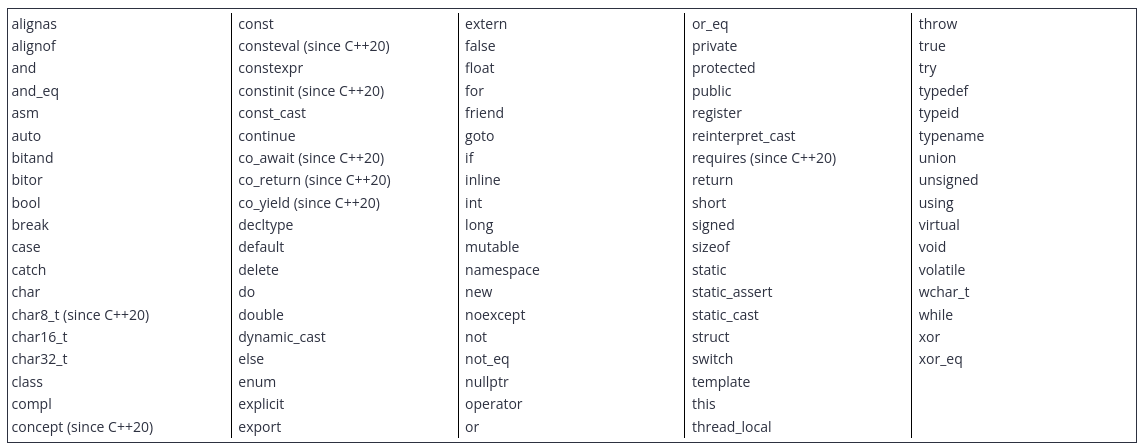 alignas
alignof
and
and_eq
asm
auto
bitand
bitor
bool
break
case
catch
char
char8_t (since C++20)
char16_t
char32_t
class
compl
concept (since C++20)
const
consteval (since C++20)
constexpr
constinit (since C++20)
const_cast
continue
co_await (since C++20)
co_return (since C++20)
co_yield (since C++20)
decltype
default
delete
do
double
dynamic_cast
else
enum
explicit
export
extern
false
float
for
friend
goto
if
inline
int
long
mutable
namespace
new
noexcept
not
not_eq
nullptr
operator
or
or_eq
private
protected
public
register
reinterpret_cast
requires (since C++20)
return
short
signed
sizeof
static
static_assert
static_cast
struct
switch
template
this
thread_local
throw
true
try
typedef
typeid
typename
union
unsigned
using
virtual
void
volatile
wchar_t
while
xor
xor_eq